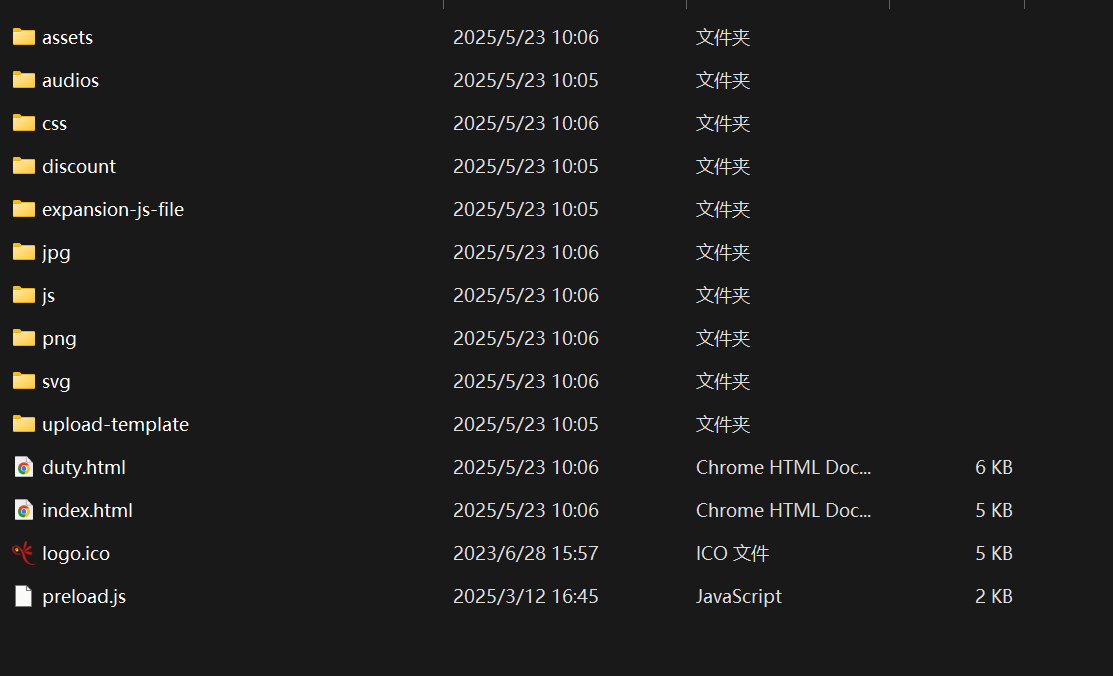 assets 2025/5/23 10:06 文件夹
audios 2025/5/23 10:05 文件夹
css 2025/5/23 10:06 文件夹
discount 2025/5/23 10:05 文件夹
expansion-js-file 2025/5/23 10:05 文件夹
jpg 2025/5/23 10:06 文件夹
js 2025/5/23 10:06 文件夹
png 2025/5/23 10:06 文件夹
svg 2025/5/23 10:06 文件夹
upload-template 2025/5/23 10:05 文件夹
duty.html 2025/5/23 10:06 Chrome HTML Doc... 6 KB
index.html 2025/5/23 10:06 Chrome HTML Doc... 5 KB
logo.ico 2023/6/28 15:57 ICO 文件 5 KB
preload.js 2025/3/12 16:45 JavaScript 2 KB